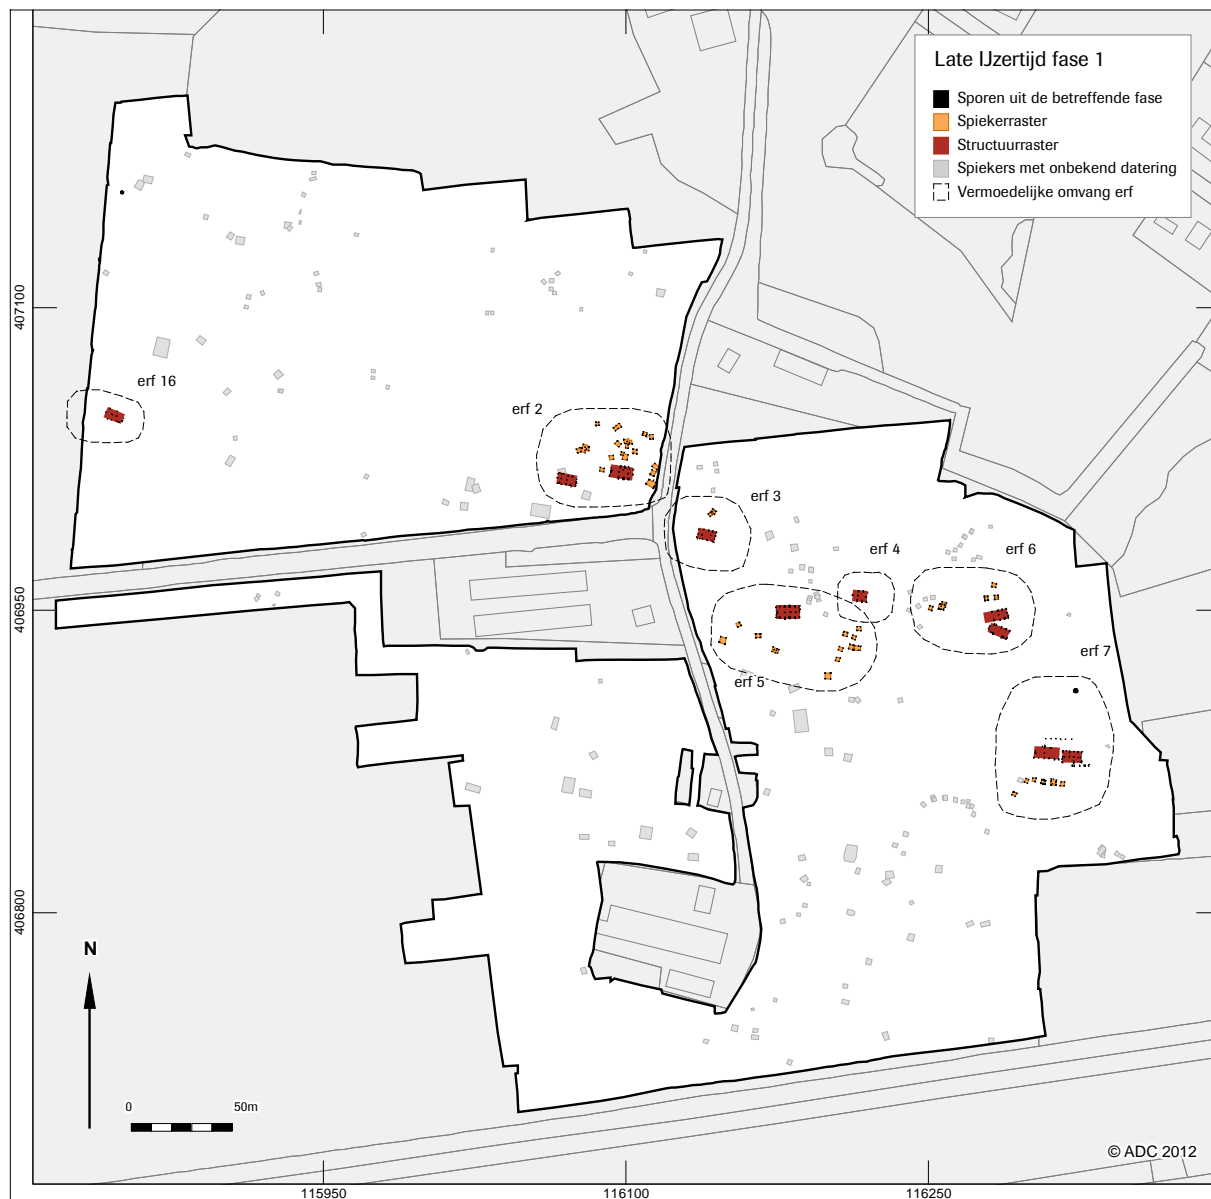 Late IJzertijd fase 1
Sporen uit de betreffende fase
Spiekerraster
Structuurraster
Spiekers met onbekend datering
Vermoedelijke omvang erf
407100
erf 16
erf 2
erf 3
erf 4
erf 6
406950
erf 7
erf 5
406800
N
0 50m
© ADC 2012
115950 116100 116250